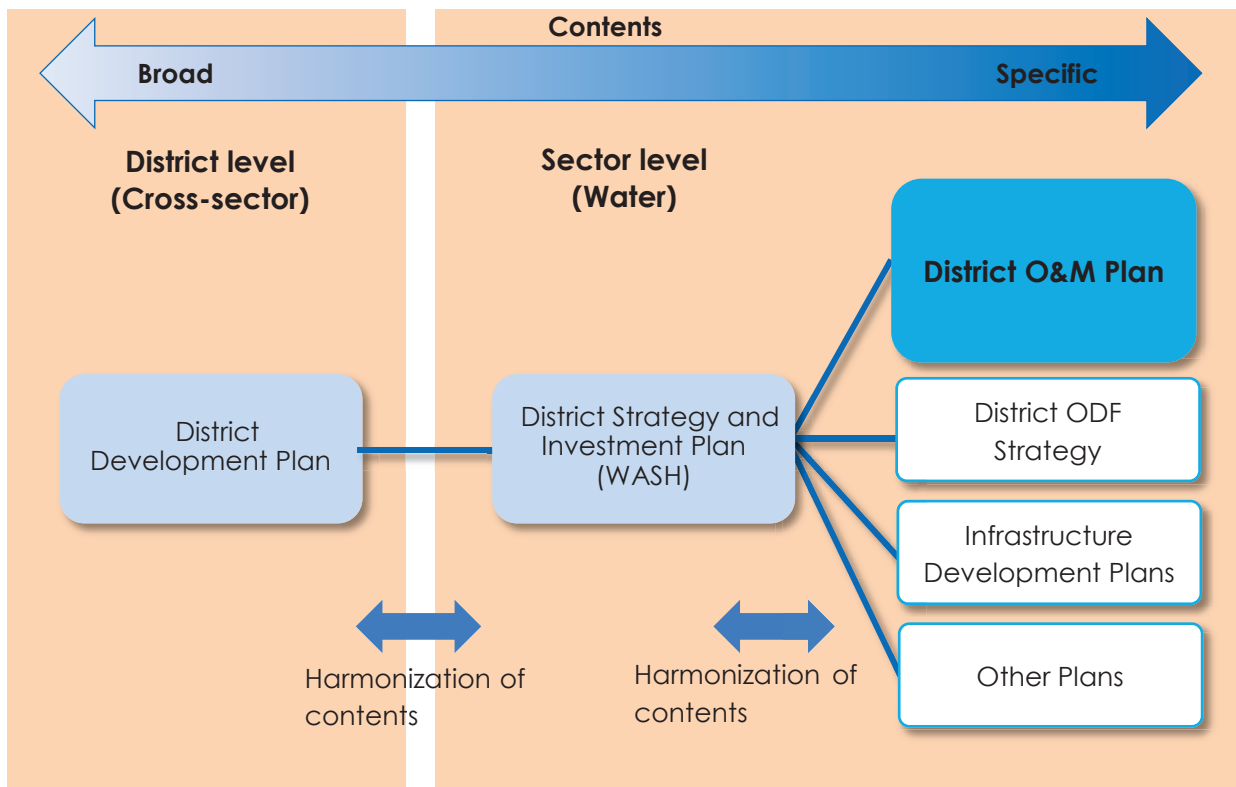 Contents
Broad
Specific
District level
(Cross-sector)
Sector level
(Water)
District O&M Plan
District
Development Plan
District Strategy and
Investment Plan
(WASH)
District ODF
Strategy
Infrastructure
Development Plans
Other Plans
Harmonization of
contents
Harmonization of
contents